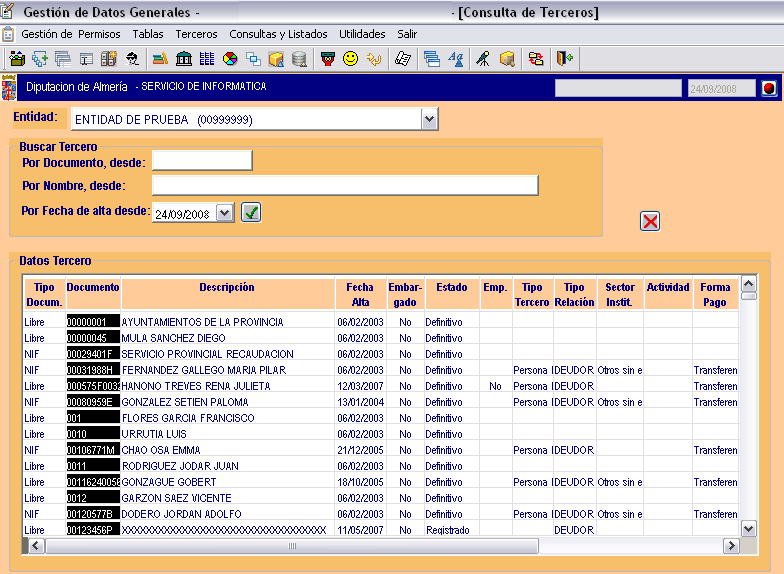 Gestión de Datos Generales - - [Consulta de Terceros]
Gestión de Permisos Tablas Terceros Consultas y Listados Utilidades Salir
Diputacion de Almería - SERVICIO DE INFORMATICA 24/09/2008
Entidad: ENTIDAD DE PRUEBA (00999999)
Buscar Tercero
Por Documento, desde:
Por Nombre, desde:
Por Fecha de alta desde: 24/09/2008
Datos Tercero
Tipo Docum. Documento Descripción Fecha Alta Embar-gado Estado Emp. Tipo Tercero Tipo Relación Sector Instit. Actividad Forma Pago
Libre 00000001 AYUNTAMIENTOS DE LA PROVINCIA 06/02/2003 No Definitivo
Libre 00000045 MULA SANCHEZ DIEGO 06/02/2003 No Definitivo
NIF 00029401F SERVICIO PROVINCIAL RECAUDACION 06/02/2003 No Definitivo
NIF 00031988H FERNANDEZ GALLEGO MARIA PILAR 06/02/2003 No Definitivo Persona I DEUDOR Otros sin e Transferen
Libre 000575F003 HANONO TREVES RENA JULIETA 12/03/2007 No Definitivo No Persona I DEUDOR Otros sin e Transferen
NIF 00080959E GONZALEZ SETIEN PALOMA 13/01/2004 No Definitivo Persona I DEUDOR Otros sin e Transferen
Libre 001 FLORES GARCIA FRANCISCO 06/02/2003 No Definitivo
Libre 0010 URRUTIA LUIS 06/02/2003 No Definitivo
NIF 00106771M CHAO OSA EMMA 21/12/2005 No Definitivo Persona I DEUDOR Transferen
Libre 0011 RODRIGUEZ JODAR JUAN 06/02/2003 No Definitivo
Libre 0011624005 GONZAGUE GOBERT 18/10/2005 No Definitivo Persona I DEUDOR Otros sin e Transferen
Libre 0012 GARZON SAEZ VICENTE 06/02/2003 No Definitivo
NIF 00120577B DODERO JORDAN ADOLFO 06/02/2003 No Definitivo Persona I DEUDOR Otros sin e Transferen
Libre 00123456P XXXXXXXXXXXXXXXXXXXXXXXXXXXXXXXXXXX 11/05/2007 No Registrado DEUDOR